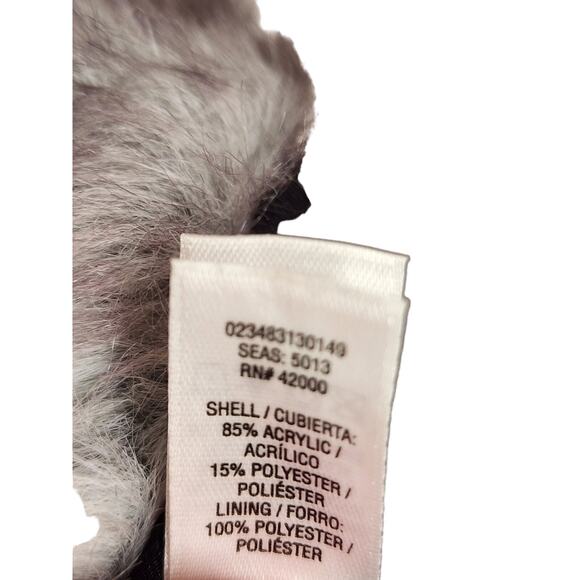 023483130149
SEAS: 5013
RN# 42000
SHELL / CUBIERTA:
85% ACRYLIC /
ACRÍLICO
15% POLYESTER /
POLIÉSTER
LINING / FORRO:
100% POLYESTER /
POLIÉSTER